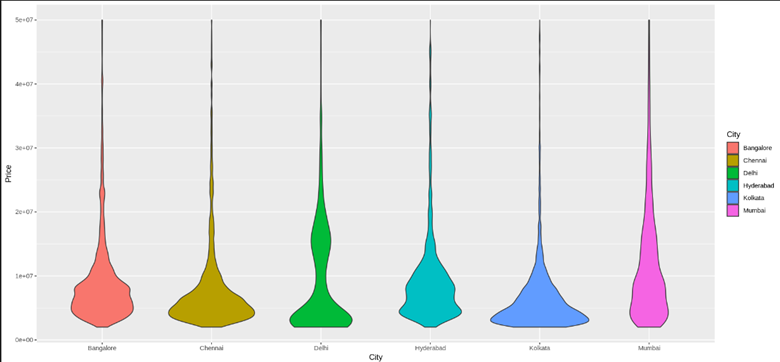 5e+07
4e+07
3e+07
2e+07
1e+07
0e+00
Price
Bangalore Chennai Delhi Hyderabad Kolkata Mumbai
City
City
Bangalore
Chennai
Delhi
Hyderabad
Kolkata
Mumbai